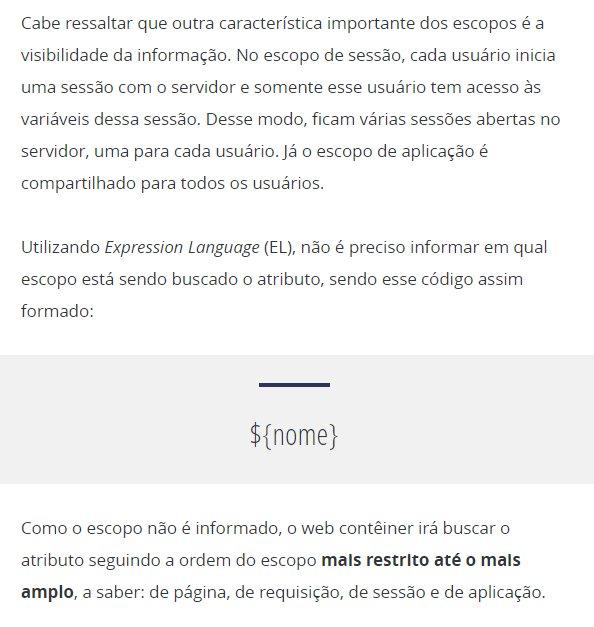 Cabe ressaltar que outra característica importante dos escopos é a
visibilidade da informação. No escopo de sessão, cada usuário inicia
uma sessão com o servidor e somente esse usuário tem acesso às
variáveis dessa sessão. Desse modo, ficam várias sessões abertas no
servidor, uma para cada usuário. Já o escopo de aplicação é
compartilhado para todos os usuários.
Utilizando Expression Language (EL), não é preciso informar em qual
escopo está sendo buscado o atributo, sendo esse código assim
formado:
${nome}
Como o escopo não é informado, o web contêiner irá buscar o
atributo seguindo a ordem do escopo mais restrito até o mais
amplo, a saber: de página, de requisição, de sessão e de aplicação.